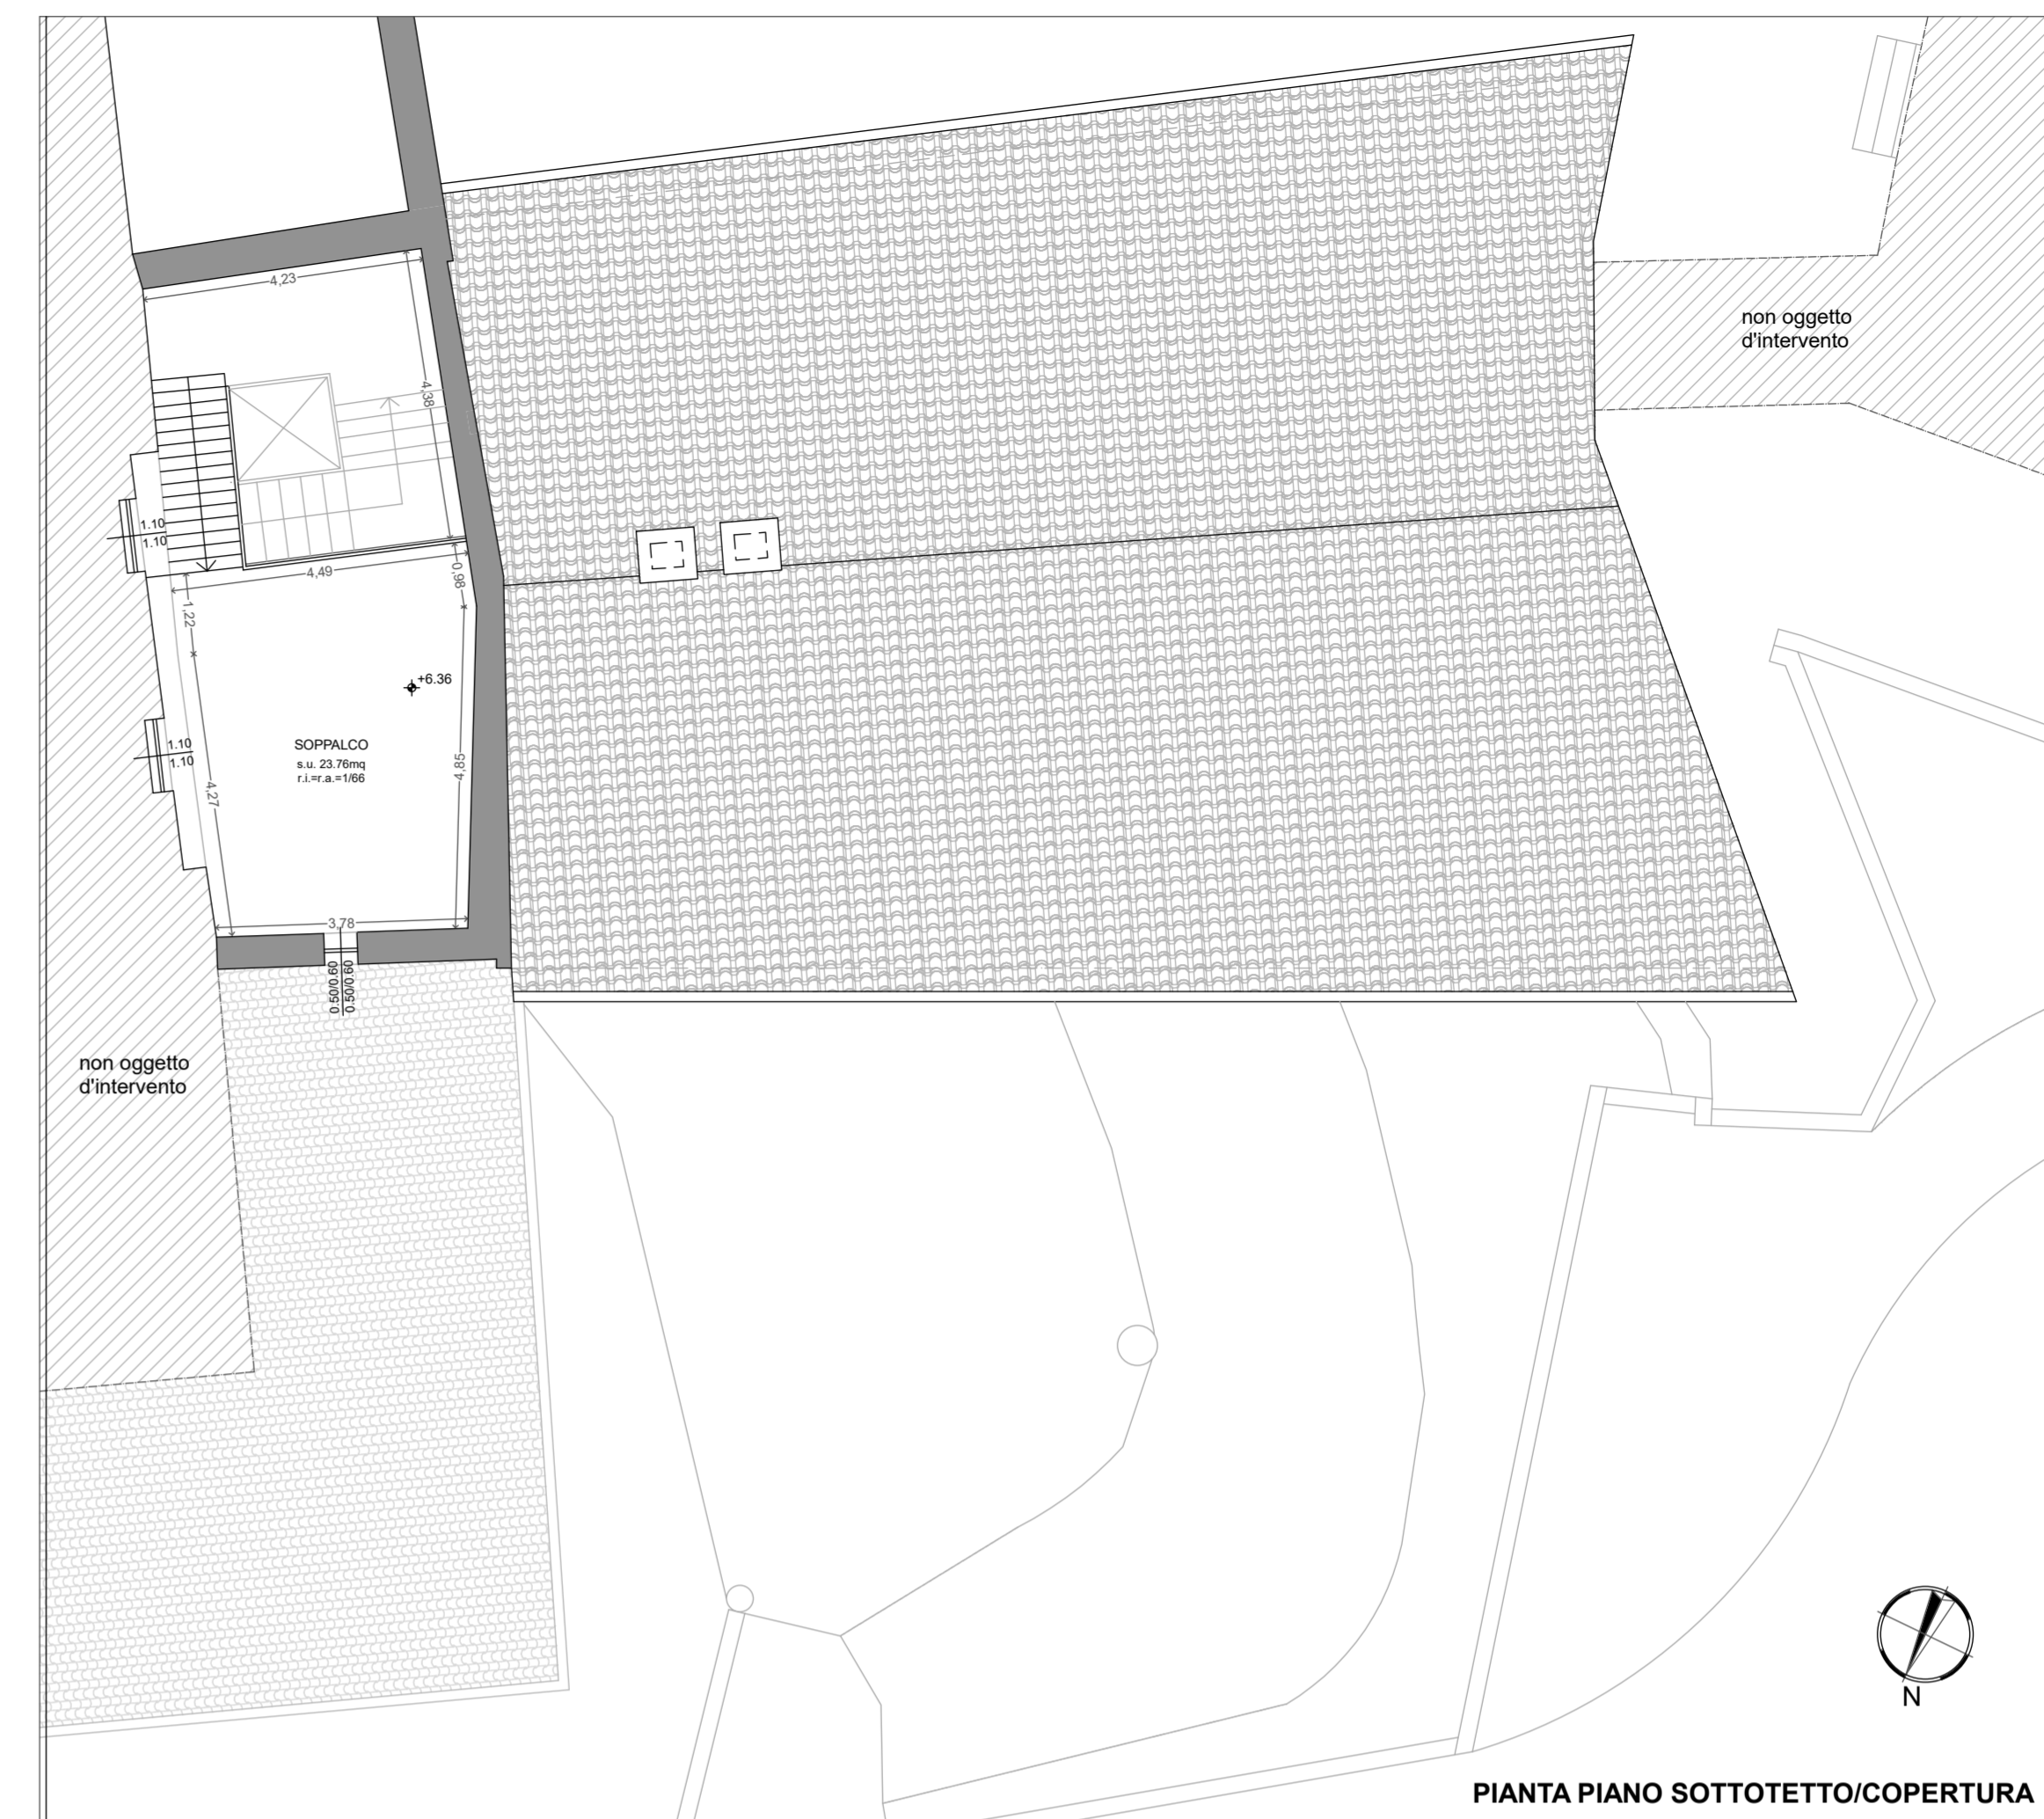 4,23
4,38
non oggetto
d'intervento
1.10
1.10
4,49
0,98
1,22
+6.36
SOPPALCO
s.u. 23.76mq
r.i.=r.a.=1/66
1.10
1.10
4,85
4,27
3,78
0.50/0.60
0.50/0.60
non oggetto
d'intervento
N
PIANTA PIANO SOTTOTETTO/COPERTURA